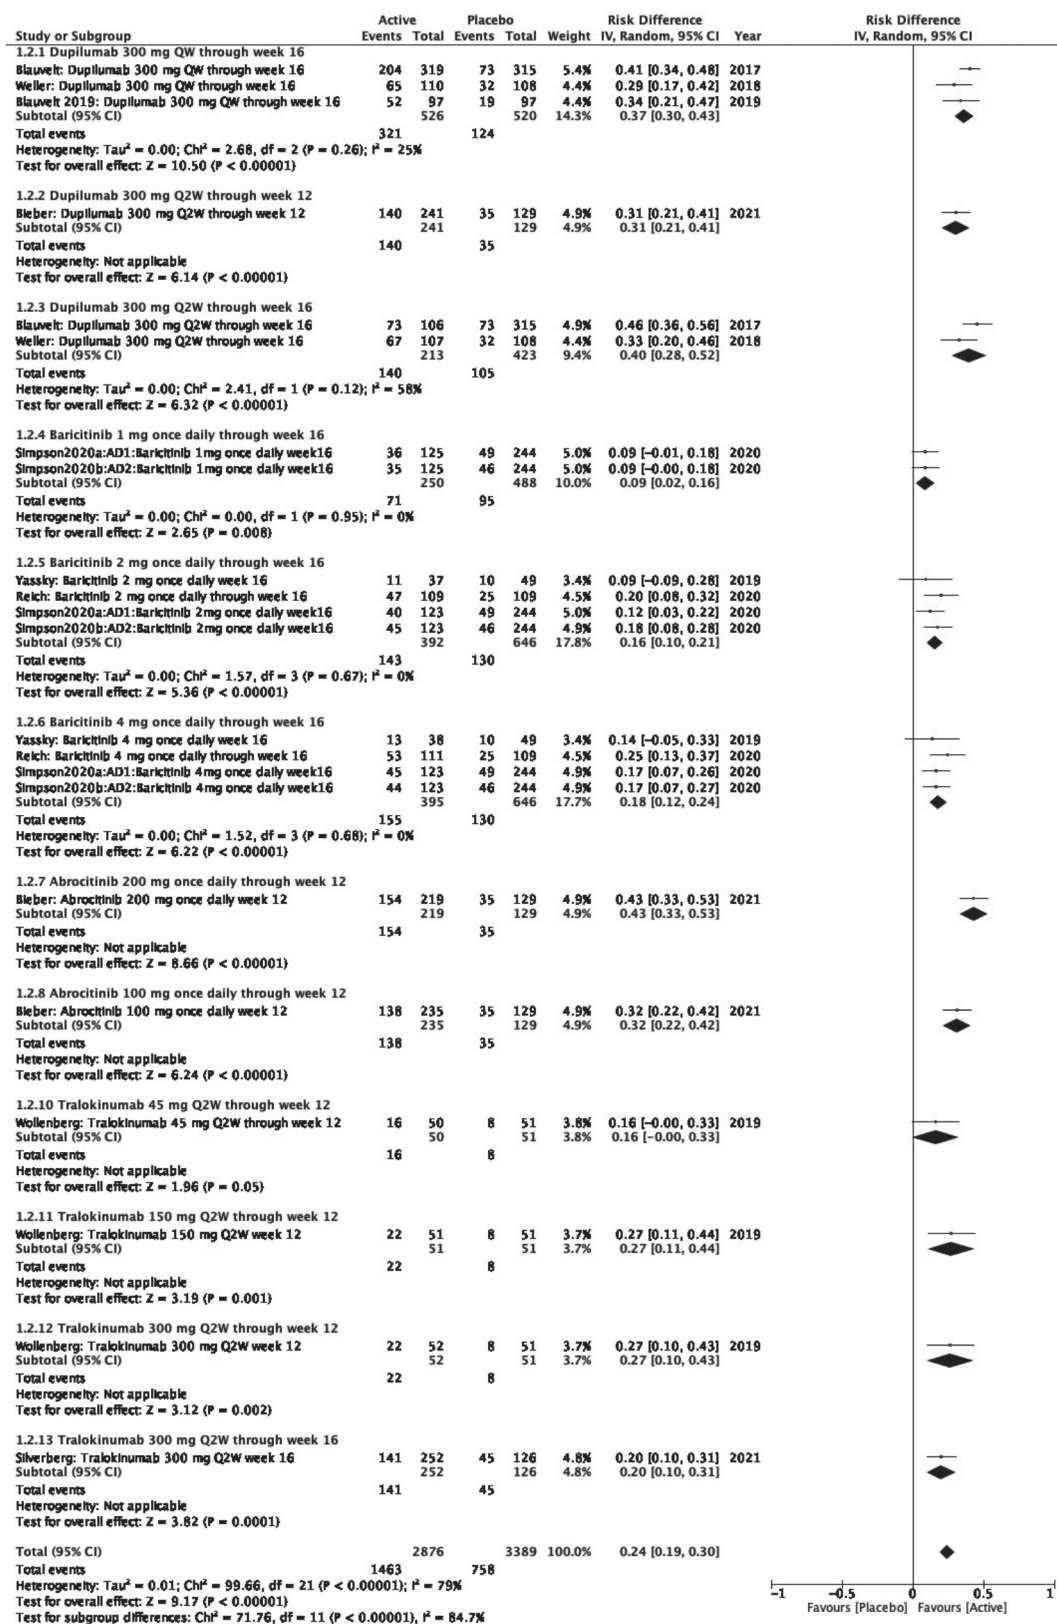 Active Placebo Risk Difference Risk Difference
Study or Subgroup Events Total Events Total Weight IV, Random, 95% CI Year IV, Random, 95% CI
1.2.1 Dupilumab 300 mg QW through week 16
Blauvelt: Dupilumab 300 mg QW through week 16 204 319 73 315 5.4% 0.41 [0.34, 0.48] 2017
Weller: Dupilumab 300 mg QW through week 16 65 110 32 108 4.4% 0.29 [0.17, 0.42] 2018
Blauvelt 2019: Dupilumab 300 mg QW through week 16 52 97 19 97 4.4% 0.34 [0.21, 0.47] 2019
Subtotal (95% CI) 526 520 14.3% 0.37 [0.30, 0.43]
Total events 321 124
Heterogeneity: Tau² = 0.00; Chi² = 2.68, df = 2 (P = 0.26); I² = 25%
Test for overall effect: Z = 10.50 (P < 0.00001)
1.2.2 Dupilumab 300 mg Q2W through week 12
Bieber: Dupilumab 300 mg Q2W through week 12 140 241 35 129 4.9% 0.31 [0.21, 0.41] 2021
Subtotal (95% CI) 241 129 4.9% 0.31 [0.21, 0.41]
Total events 140 35
Heterogeneity: Not applicable
Test for overall effect: Z = 6.14 (P < 0.00001)
1.2.3 Dupilumab 300 mg Q2W through week 16
Blauvelt: Dupilumab 300 mg Q2W through week 16 73 106 73 315 4.9% 0.46 [0.36, 0.56] 2017
Weller: Dupilumab 300 mg Q2W through week 16 67 107 32 108 4.4% 0.33 [0.20, 0.46] 2018
Subtotal (95% CI) 213 423 9.4% 0.40 [0.28, 0.52]
Total events 140 105
Heterogeneity: Tau² = 0.00; Chi² = 2.41, df = 1 (P = 0.12); I² = 58%
Test for overall effect: Z = 6.32 (P < 0.00001)
1.2.4 Baricitinib 1 mg once daily through week 16
Simpson2020a:AD1:Baricitinib 1mg once daily week16 36 125 49 244 5.0% 0.09 [-0.01, 0.18] 2020
Simpson2020b:AD2:Baricitinib 1mg once daily week16 35 125 46 244 5.0% 0.09 [-0.00, 0.18] 2020
Subtotal (95% CI) 250 488 10.0% 0.09 [0.02, 0.16]
Total events 71 95
Heterogeneity: Tau² = 0.00; Chi² = 0.00, df = 1 (P = 0.95); I² = 0%
Test for overall effect: Z = 2.65 (P = 0.008)
1.2.5 Baricitinib 2 mg once daily through week 16
Yassky: Baricitinib 2 mg once daily week 16 11 37 10 49 3.4% 0.09 [-0.09, 0.28] 2019
Reich: Baricitinib 2 mg once daily through week 16 47 109 25 109 4.5% 0.20 [0.08, 0.32] 2020
Simpson2020a:AD1:Baricitinib 2mg once daily week16 40 123 49 244 5.0% 0.12 [0.03, 0.22] 2020
Simpson2020b:AD2:Baricitinib 2mg once daily week16 45 123 46 244 4.9% 0.18 [0.08, 0.28] 2020
Subtotal (95% CI) 392 646 17.8% 0.16 [0.10, 0.21]
Total events 143 130
Heterogeneity: Tau² = 0.00; Chi² = 1.57, df = 3 (P = 0.67); I² = 0%
Test for overall effect: Z = 5.36 (P < 0.00001)
1.2.6 Baricitinib 4 mg once daily through week 16
Yassky: Baricitinib 4 mg once daily week 16 13 38 10 49 3.4% 0.14 [-0.05, 0.33] 2019
Reich: Baricitinib 4 mg once daily through week 16 53 111 25 109 4.5% 0.25 [0.13, 0.37] 2020
Simpson2020a:AD1:Baricitinib 4mg once daily week16 45 123 49 244 4.9% 0.17 [0.07, 0.26] 2020
Simpson2020b:AD2:Baricitinib 4mg once daily week16 44 123 46 244 4.9% 0.17 [0.07, 0.27] 2020
Subtotal (95% CI) 395 646 17.7% 0.18 [0.12, 0.24]
Total events 155 130
Heterogeneity: Tau² = 0.00; Chi² = 1.52, df = 3 (P = 0.68); I² = 0%
Test for overall effect: Z = 6.22 (P < 0.00001)
1.2.7 Abrocitinib 200 mg once daily through week 12
Bieber: Abrocitinib 200 mg once daily week 12 154 219 35 129 4.9% 0.43 [0.33, 0.53] 2021
Subtotal (95% CI) 219 129 4.9% 0.43 [0.33, 0.53]
Total events 154 35
Heterogeneity: Not applicable
Test for overall effect: Z = 8.66 (P < 0.00001)
1.2.8 Abrocitinib 100 mg once daily through week 12
Bieber: Abrocitinib 100 mg once daily week 12 138 235 35 129 4.9% 0.32 [0.22, 0.42] 2021
Subtotal (95% CI) 235 129 4.9% 0.32 [0.22, 0.42]
Total events 138 35
Heterogeneity: Not applicable
Test for overall effect: Z = 6.24 (P < 0.00001)
1.2.10 Tralokinumab 45 mg Q2W through week 12
Wollenberg: Tralokinumab 45 mg Q2W through week 12 16 50 8 51 3.8% 0.16 [-0.00, 0.33] 2019
Subtotal (95% CI) 50 51 3.8% 0.16 [-0.00, 0.33]
Total events 16 8
Heterogeneity: Not applicable
Test for overall effect: Z = 1.96 (P = 0.05)
1.2.11 Tralokinumab 150 mg Q2W through week 12
Wollenberg: Tralokinumab 150 mg Q2W week 12 22 51 8 51 3.7% 0.27 [0.11, 0.44] 2019
Subtotal (95% CI) 51 51 3.7% 0.27 [0.11, 0.44]
Total events 22 8
Heterogeneity: Not applicable
Test for overall effect: Z = 3.19 (P = 0.001)
1.2.12 Tralokinumab 300 mg Q2W through week 12
Wollenberg: Tralokinumab 300 mg Q2W week 12 22 52 8 51 3.7% 0.27 [0.10, 0.43] 2019
Subtotal (95% CI) 52 51 3.7% 0.27 [0.10, 0.43]
Total events 22 8
Heterogeneity: Not applicable
Test for overall effect: Z = 3.12 (P = 0.002)
1.2.13 Tralokinumab 300 mg Q2W through week 16
Silverberg: Tralokinumab 300 mg Q2W week 16 141 252 45 126 4.8% 0.20 [0.10, 0.31] 2021
Subtotal (95% CI) 252 126 4.8% 0.20 [0.10, 0.31]
Total events 141 45
Heterogeneity: Not applicable
Test for overall effect: Z = 3.82 (P = 0.0001)
Total (95% CI) 2876 3389 100.0% 0.24 [0.19, 0.30]
Total events 1463 758
Heterogeneity: Tau² = 0.01; Chi² = 99.66, df = 21 (P < 0.00001); I² = 79%
Test for overall effect: Z = 9.17 (P < 0.00001)
Test for subgroup differences: Chi² = 71.76, df = 11 (P < 0.00001), I² = 84.7%
-1 -0.5 0 0.5 1
Favours [Placebo] Favours [Active]